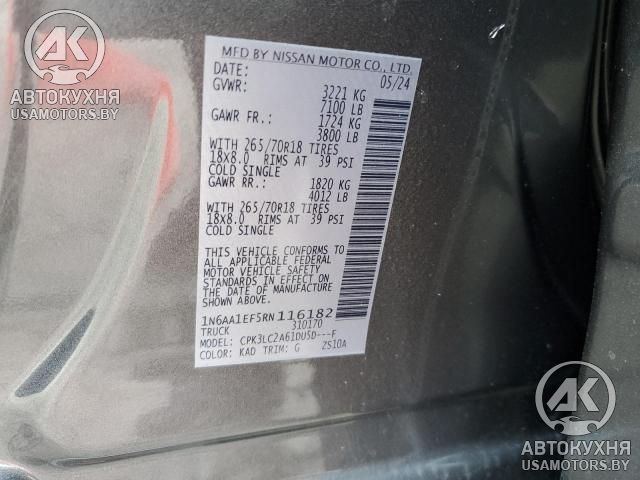 AK
АВТОКУХНЯ
USAMOTORS.BY
MFD BY NISSAN MOTOR CO., LTD.
DATE: 05/24
GVWR: 3221 KG
7100 LB
GAWR FR.: 1724 KG
3800 LB
WITH 265/70R18 TIRES
18X8.0 RIMS AT 39 PSI
COLD SINGLE
GAWR RR.: 1820 KG
4012 LB
WITH 265/70R18 TIRES
18X8.0 RIMS AT 39 PSI
COLD SINGLE
THIS VEHICLE CONFORMS TO
ALL APPLICABLE FEDERAL
MOTOR VEHICLE SAFETY
STANDARDS IN EFFECT ON
THE DATE OF MANUFACTURE
SHOWN ABOVE.
1N6AA1EF5RN116182
TRUCK 310170
MODEL: CPK3LC2A61DU5D---F
COLOR: KAD TRIM: G ZS10A
AK
АВТОКУХНЯ
USAMOTORS.BY